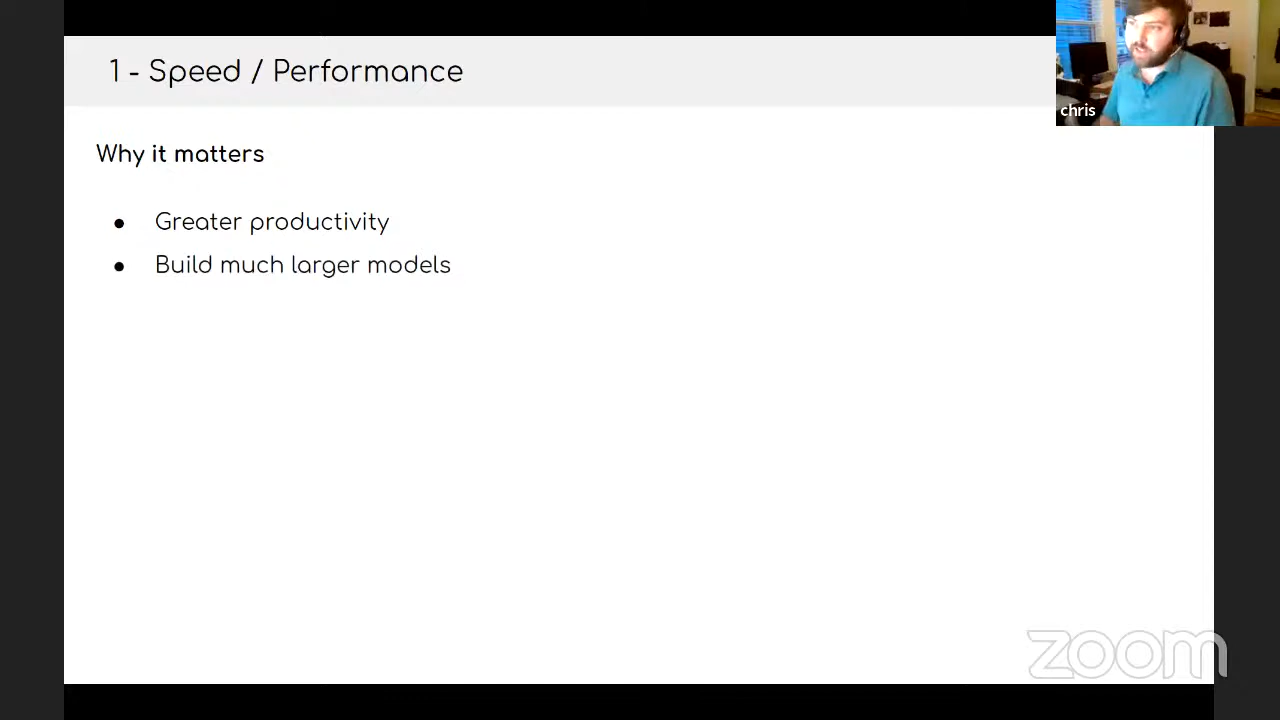 1 - Speed / Performance
chris
Why it matters
● Greater productivity
● Build much larger models
zoom